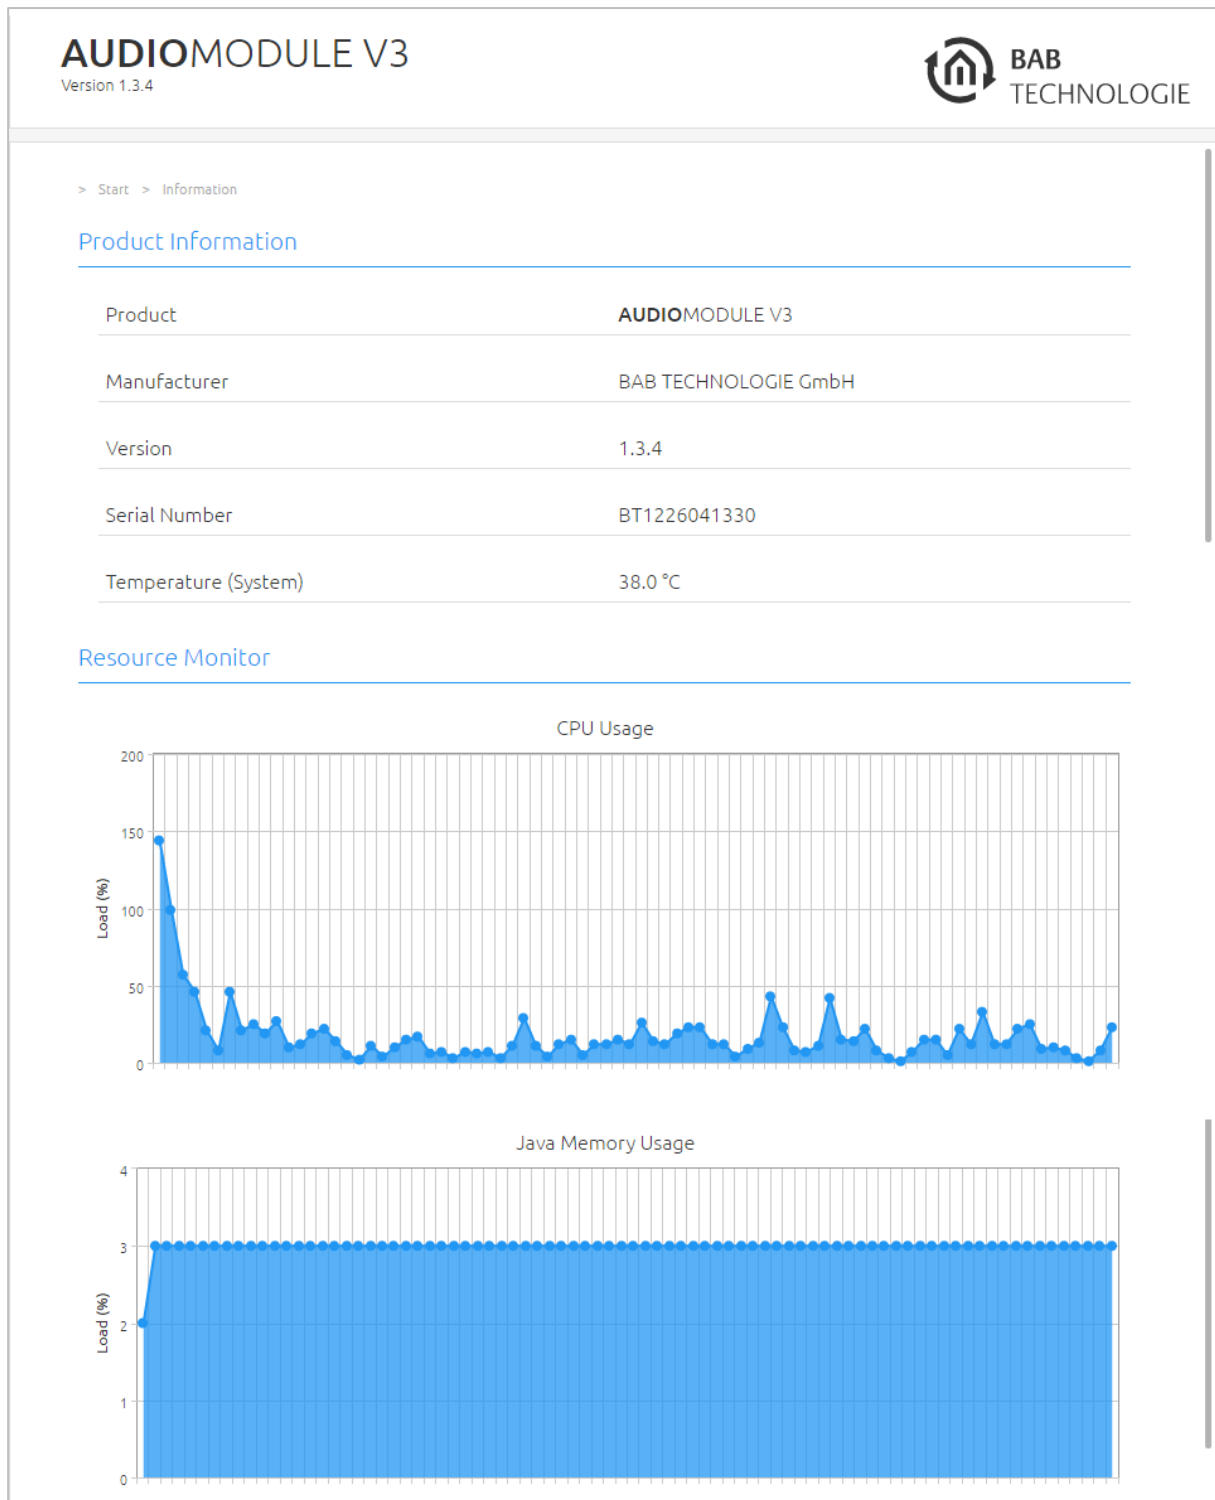 AUDIOMODULE V3
Version 1.3.4
BAB
TECHNOLOGIE
> Start > Information
Product Information
Product AUDIOMODULE V3
Manufacturer BAB TECHNOLOGIE GmbH
Version 1.3.4
Serial Number BT1226041330
Temperature (System) 38.0 °C
Resource Monitor
CPU Usage
200
150
100
50
0
Load (%)
Java Memory Usage
4
3
2
1
0
Load (%)